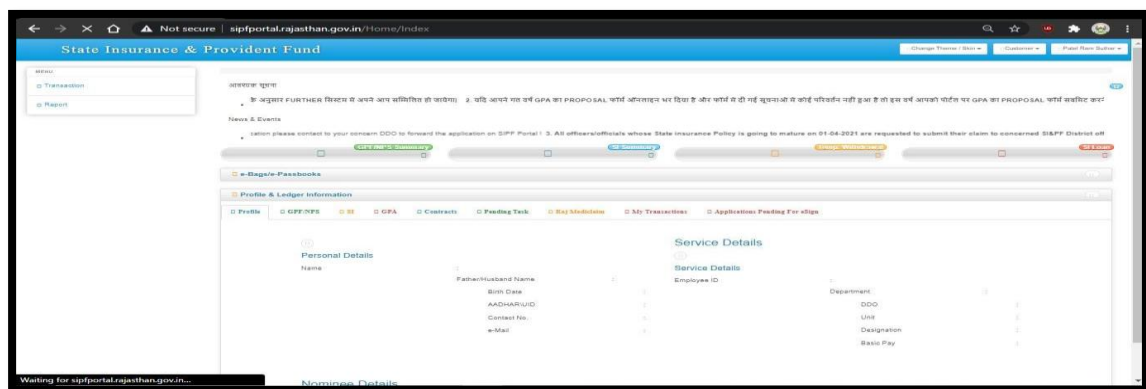 Not secure | sipfportal.rajasthan.gov.in/Home/Index
State Insurance & Provident Fund
Change Theme / Skin
Customer
MENU
Transaction
Report
आवश्यक सूचना
के अनुसार FURTHER सिस्टम मे अपने आप सम्मिलित हो जायेगा| 2. यदि आपने गत वर्ष GPA का PROPOSAL फॉर्म ऑनलाइन भर दिया है और फॉर्म मे दी गई सूचनाओ मे कोई परिवर्तन नहीं हुआ है तो इस वर्ष आपको पोर्टल पर GPA का PROPOSAL फॉर्म सबमिट करने
News & Events
cation please contact to your concern DDO to forward the application on SIPF Portal ! 3. All officers/officials whose State insurance Policy is going to mature on 01-04-2021 are requested to submit their claim to concerned SI&PF District off
GPF/NPS Summary
SI Summary
SI Loan
e-Bags/e-Passbooks
Profile & Ledger Information
Profile GPF/NPS SI GPA Contracts Pending Task Raj Mediclaim My Transactions Applications Pending For eSign
Service Details
Personal Details
Service Details
Name :
Father/Husband Name :
Birth Date :
AADHAR\UID :
Contact No. :
e-Mail :
Employee ID :
Department :
DDO :
Unit :
Designation :
Basic Pay :
Nominee Details
Waiting for sipfportal.rajasthan.gov.in...